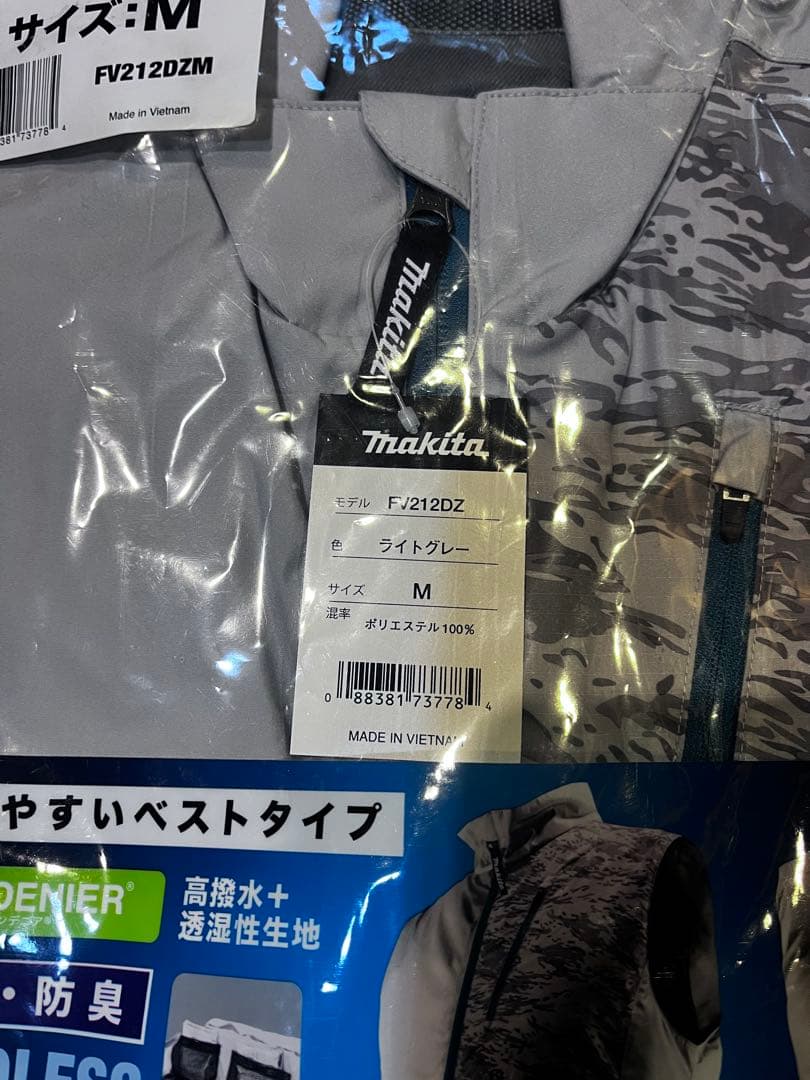 サイズ:M
FV212DZM
Made in Vietnam
381 73778 4
makita
makita
モデル FV212DZ
色 ライトグレー
サイズ M
混率 ポリエステル100%
0 88381 73778 4
MADE IN VIETNAM
やすいベストタイプ
DENIER®
高撥水+
透湿性生地
・防臭